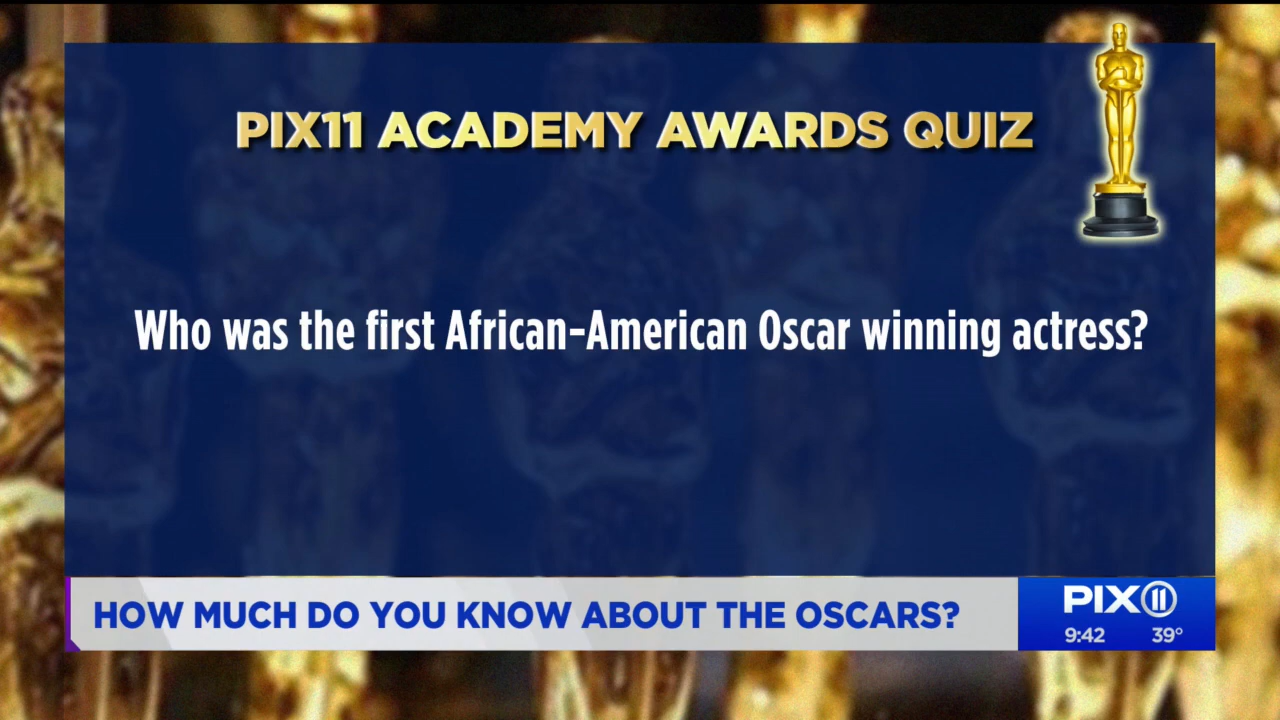 PIX11 ACADEMY AWARDS QUIZ
Who was the first African-American Oscar winning actress?
HOW MUCH DO YOU KNOW ABOUT THE OSCARS?
PIX11
9:42 39°